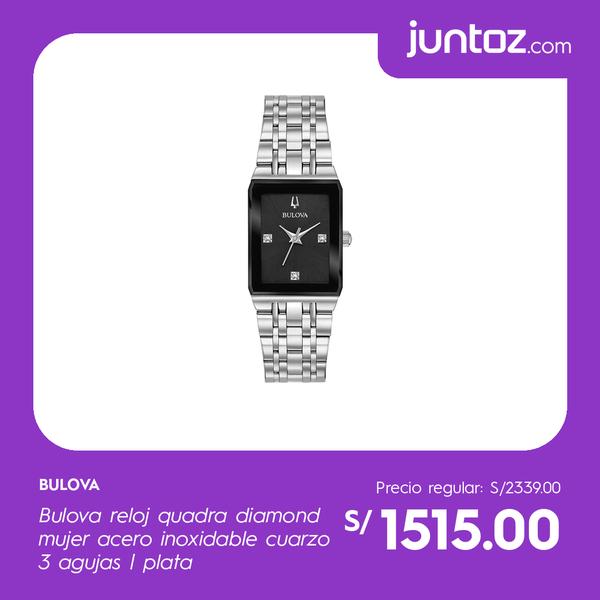 juntoz.com
BULOVA
BULOVA
Precio regular: S/2339.00
Bulova reloj quadra diamond
mujer acero inoxidable cuarzo
3 agujas | plata
S/ 1515.00